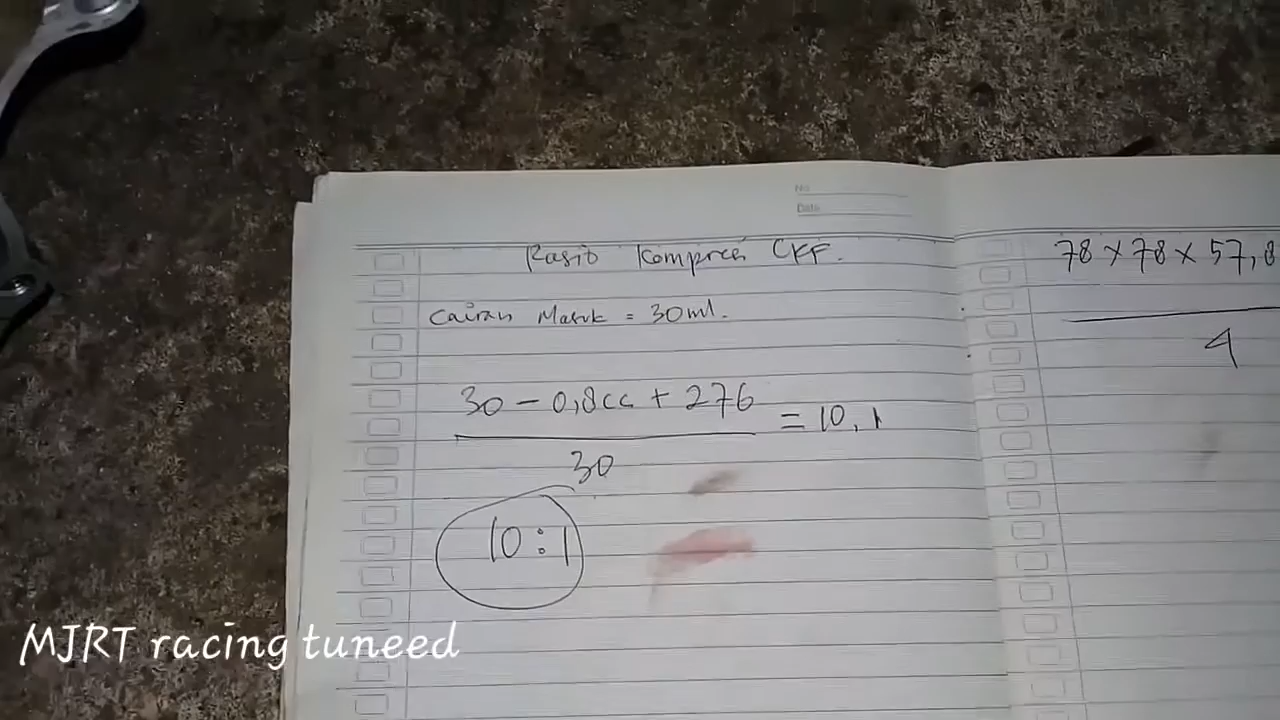 No
Date
Rasio Kompresi CKF.
Cairan Masuk = 30ml.
30 - 0,8cc + 276
= 10,1
30
10:1
78 x 78 x 57,8
4
MJRT racing tuneed